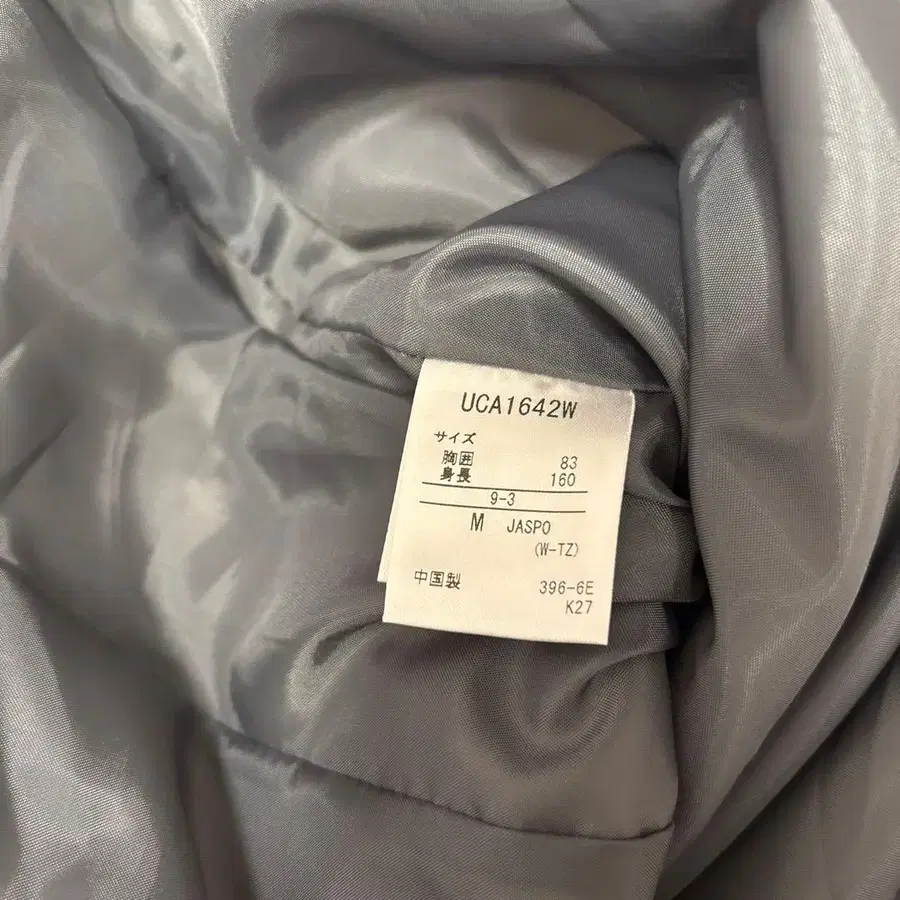 UCA1642W
サイズ
胸囲 83
身長 160
9-3
M JASPO
(W-TZ)
中国製 396-6E
K27